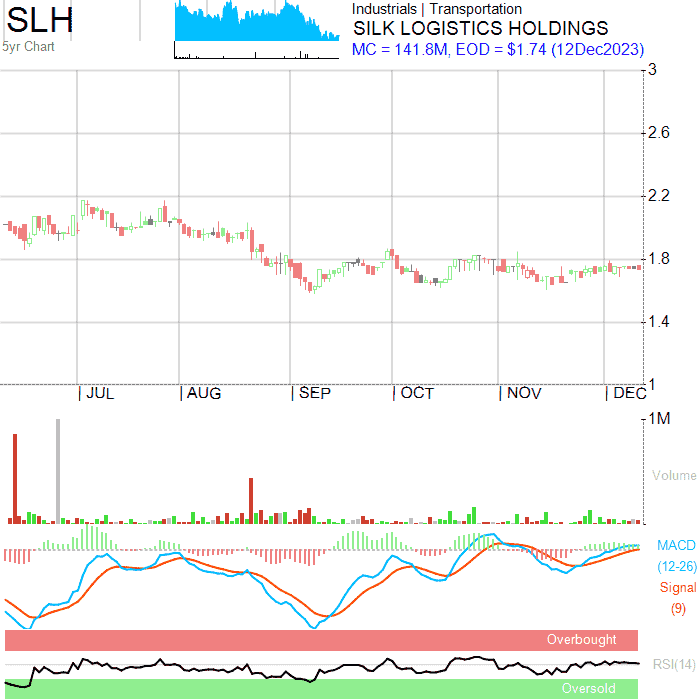 SLH
Industrials | Transportation
SILK LOGISTICS HOLDINGS
5yr Chart
MC = 141.8M, EOD = $1.74 (12Dec2023)
3
2.6
2.2
1.8
1.4
1
JUL AUG SEP OCT NOV DEC
1M
Volume
MACD
(12-26)
Signal
(9)
Overbought
RSI(14)
Oversold